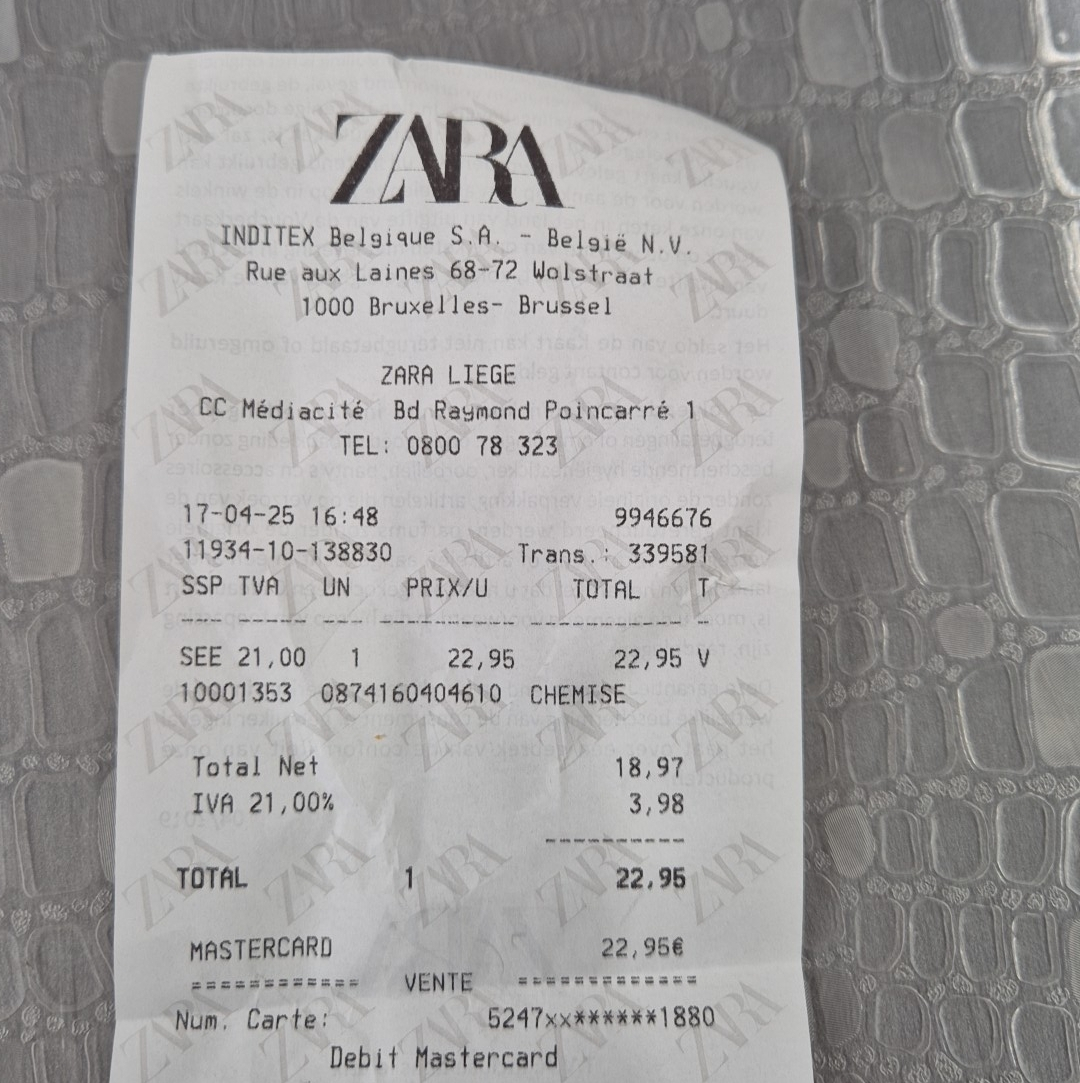 ZARA
INDITEX Belgique S.A. - België N.V.
Rue aux Laines 68-72 Wolstraat
1000 Bruxelles- Brussel
ZARA LIEGE
CC Médiacité Bd Raymond Poincarré 1
TEL: 0800 78 323
17-04-25 16:48 9946676
11934-10-138830 Trans.: 339581
SSP TVA UN PRIX/U TOTAL T
SEE 21,00 1 22,95 22,95 V
10001353 0874160404610 CHEMISE
Total Net 18,97
IVA 21,00% 3,98
TOTAL 1 22,95
MASTERCARD 22,95€
============ VENTE =============
Num. Carte: 5247xx******1880
Debit Mastercard